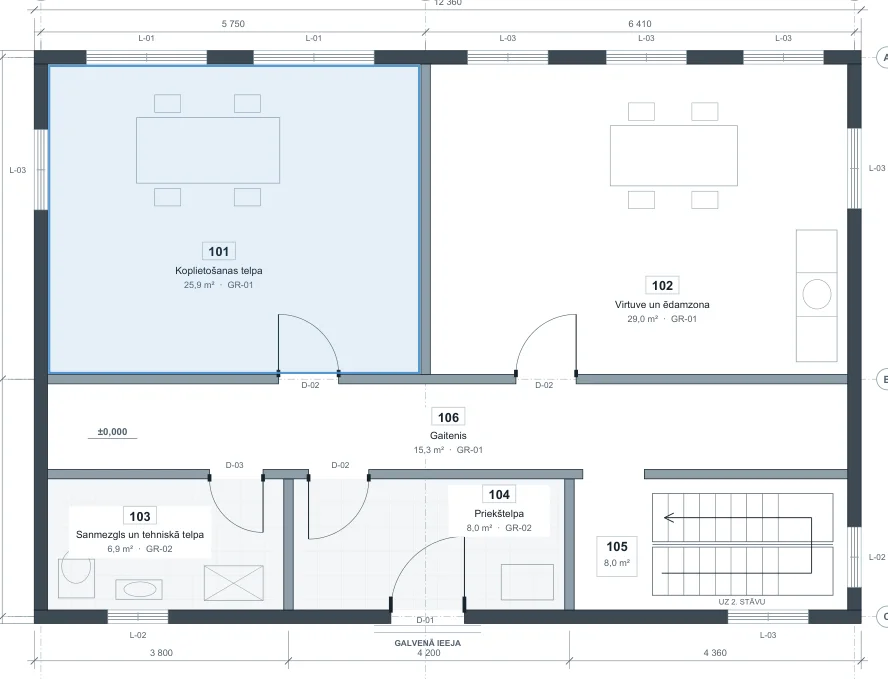 12 360
5 750
6 410
L-01
L-01
L-03
L-03
L-03
A
L-03
L-03
101
Koplietošanas telpa
25,9 m² · GR-01
102
Virtuve un ēdamzona
29,0 m² · GR-01
D-02
D-02
B
106
Gaitenis
15,3 m² · GR-01
±0,000
D-03
D-02
103
Sanmezgls un tehniskā telpa
6,9 m² · GR-02
104
Priekštelpa
8,0 m² · GR-02
105
8,0 m²
L-02
UZ 2. STĀVU
D-01
C
L-02
GALVENĀ IEEJA
L-03
3 800
4 200
4 360